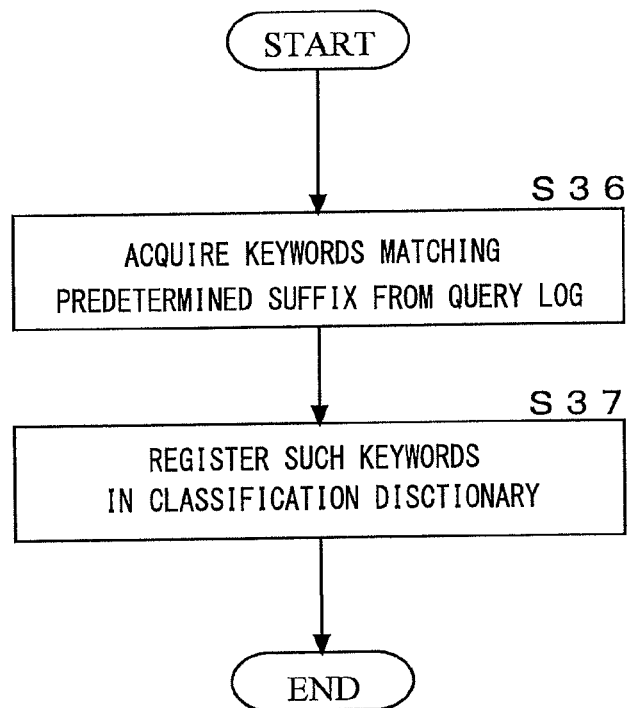 START
S36
ACQUIRE KEYWORDS MATCHING
PREDETERMINED SUFFIX FROM QUERY LOG
S37
REGISTER SUCH KEYWORDS
IN CLASSIFICATION DISCTIONARY
END